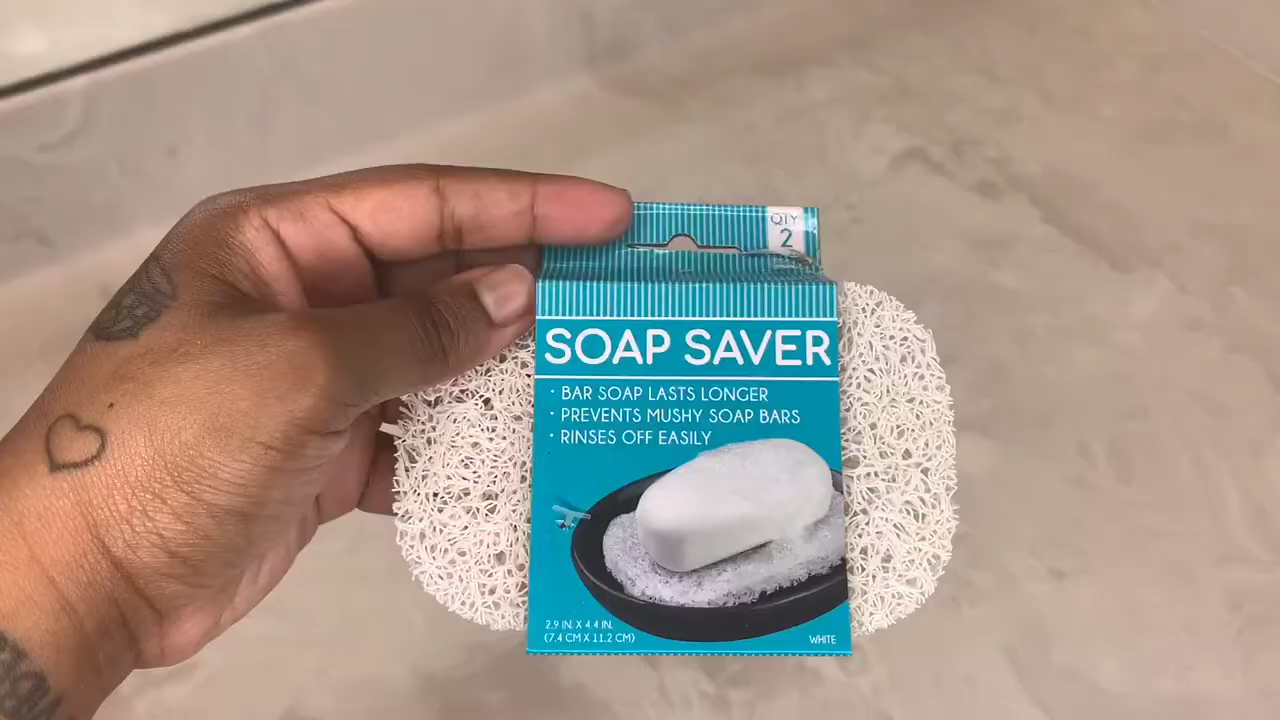 QTY
2
SOAP SAVER
· BAR SOAP LASTS LONGER
· PREVENTS MUSHY SOAP BARS
· RINSES OFF EASILY
2.9 IN. X 4.4 IN.
(7.4 CM X 11.2 CM)
WHITE